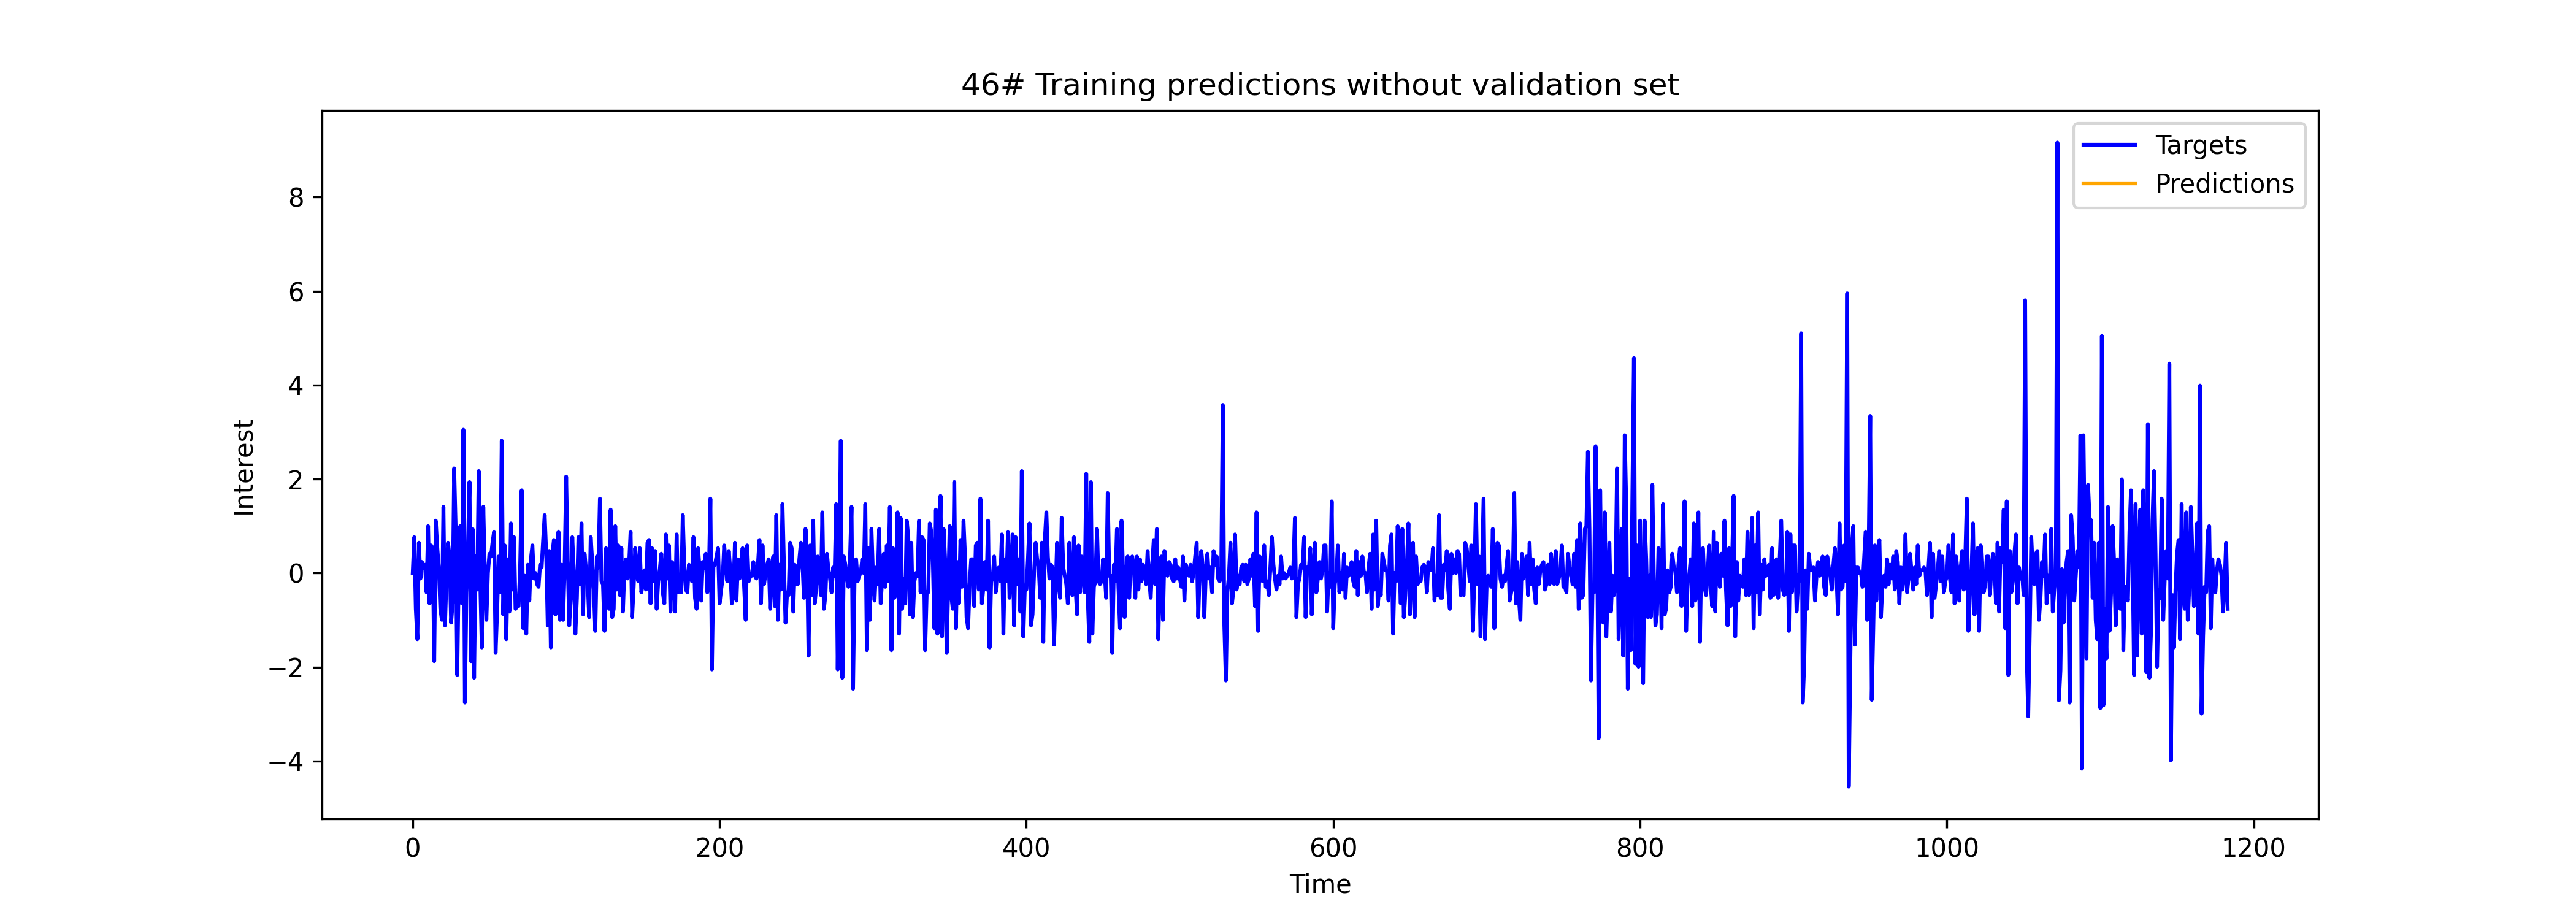 46# Training predictions without validation set
Targets
Predictions
Interest
8
6
4
2
0
−2
−4
0 200 400 600 800 1000 1200
Time